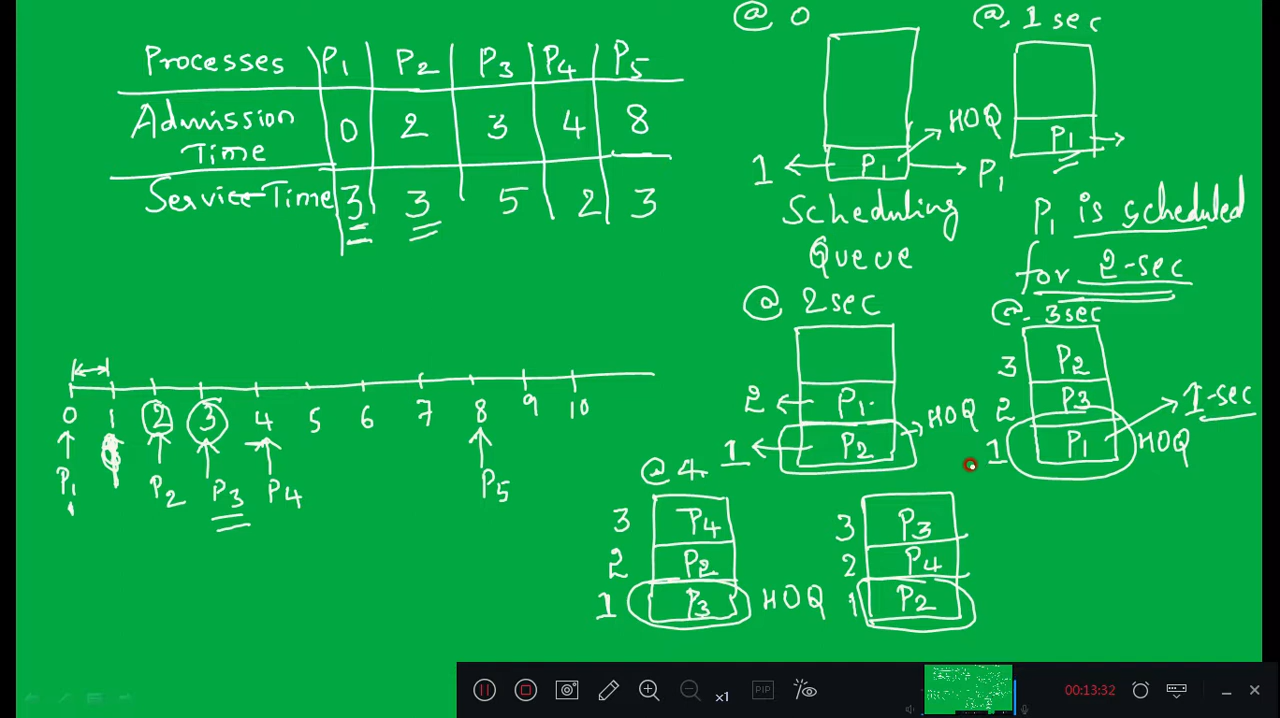 Processes P1 P2 P3 P4 P5
Admission Time 0 2 3 4 8
Service Time 3 3 5 2 3
@ 0
HOQ
1 P1 P1
Scheduling
Queue
@ 1 sec
P1
P1 is scheduled
for 2-sec
@ 2sec
2 P1
1 P2
HOQ
@ 3sec
3 P2
2 P3
1 P1 HOQ
1-sec
0 1 2 3 4 5 6 7 8 9 10
P1 P2 P3 P4 P5
@ 4
3 P4
2 P2
1 P3 HOQ
3 P3
2 P4
1 P2
x1 PIP 00:13:32